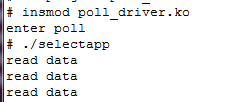 # insmod poll_driver.ko
enter poll
# ./selectapp
read data
read data
read data